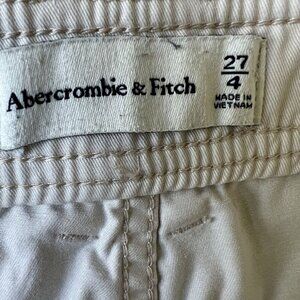 Abercrombie & Fitch
27
4
MADE IN
VIETNAM